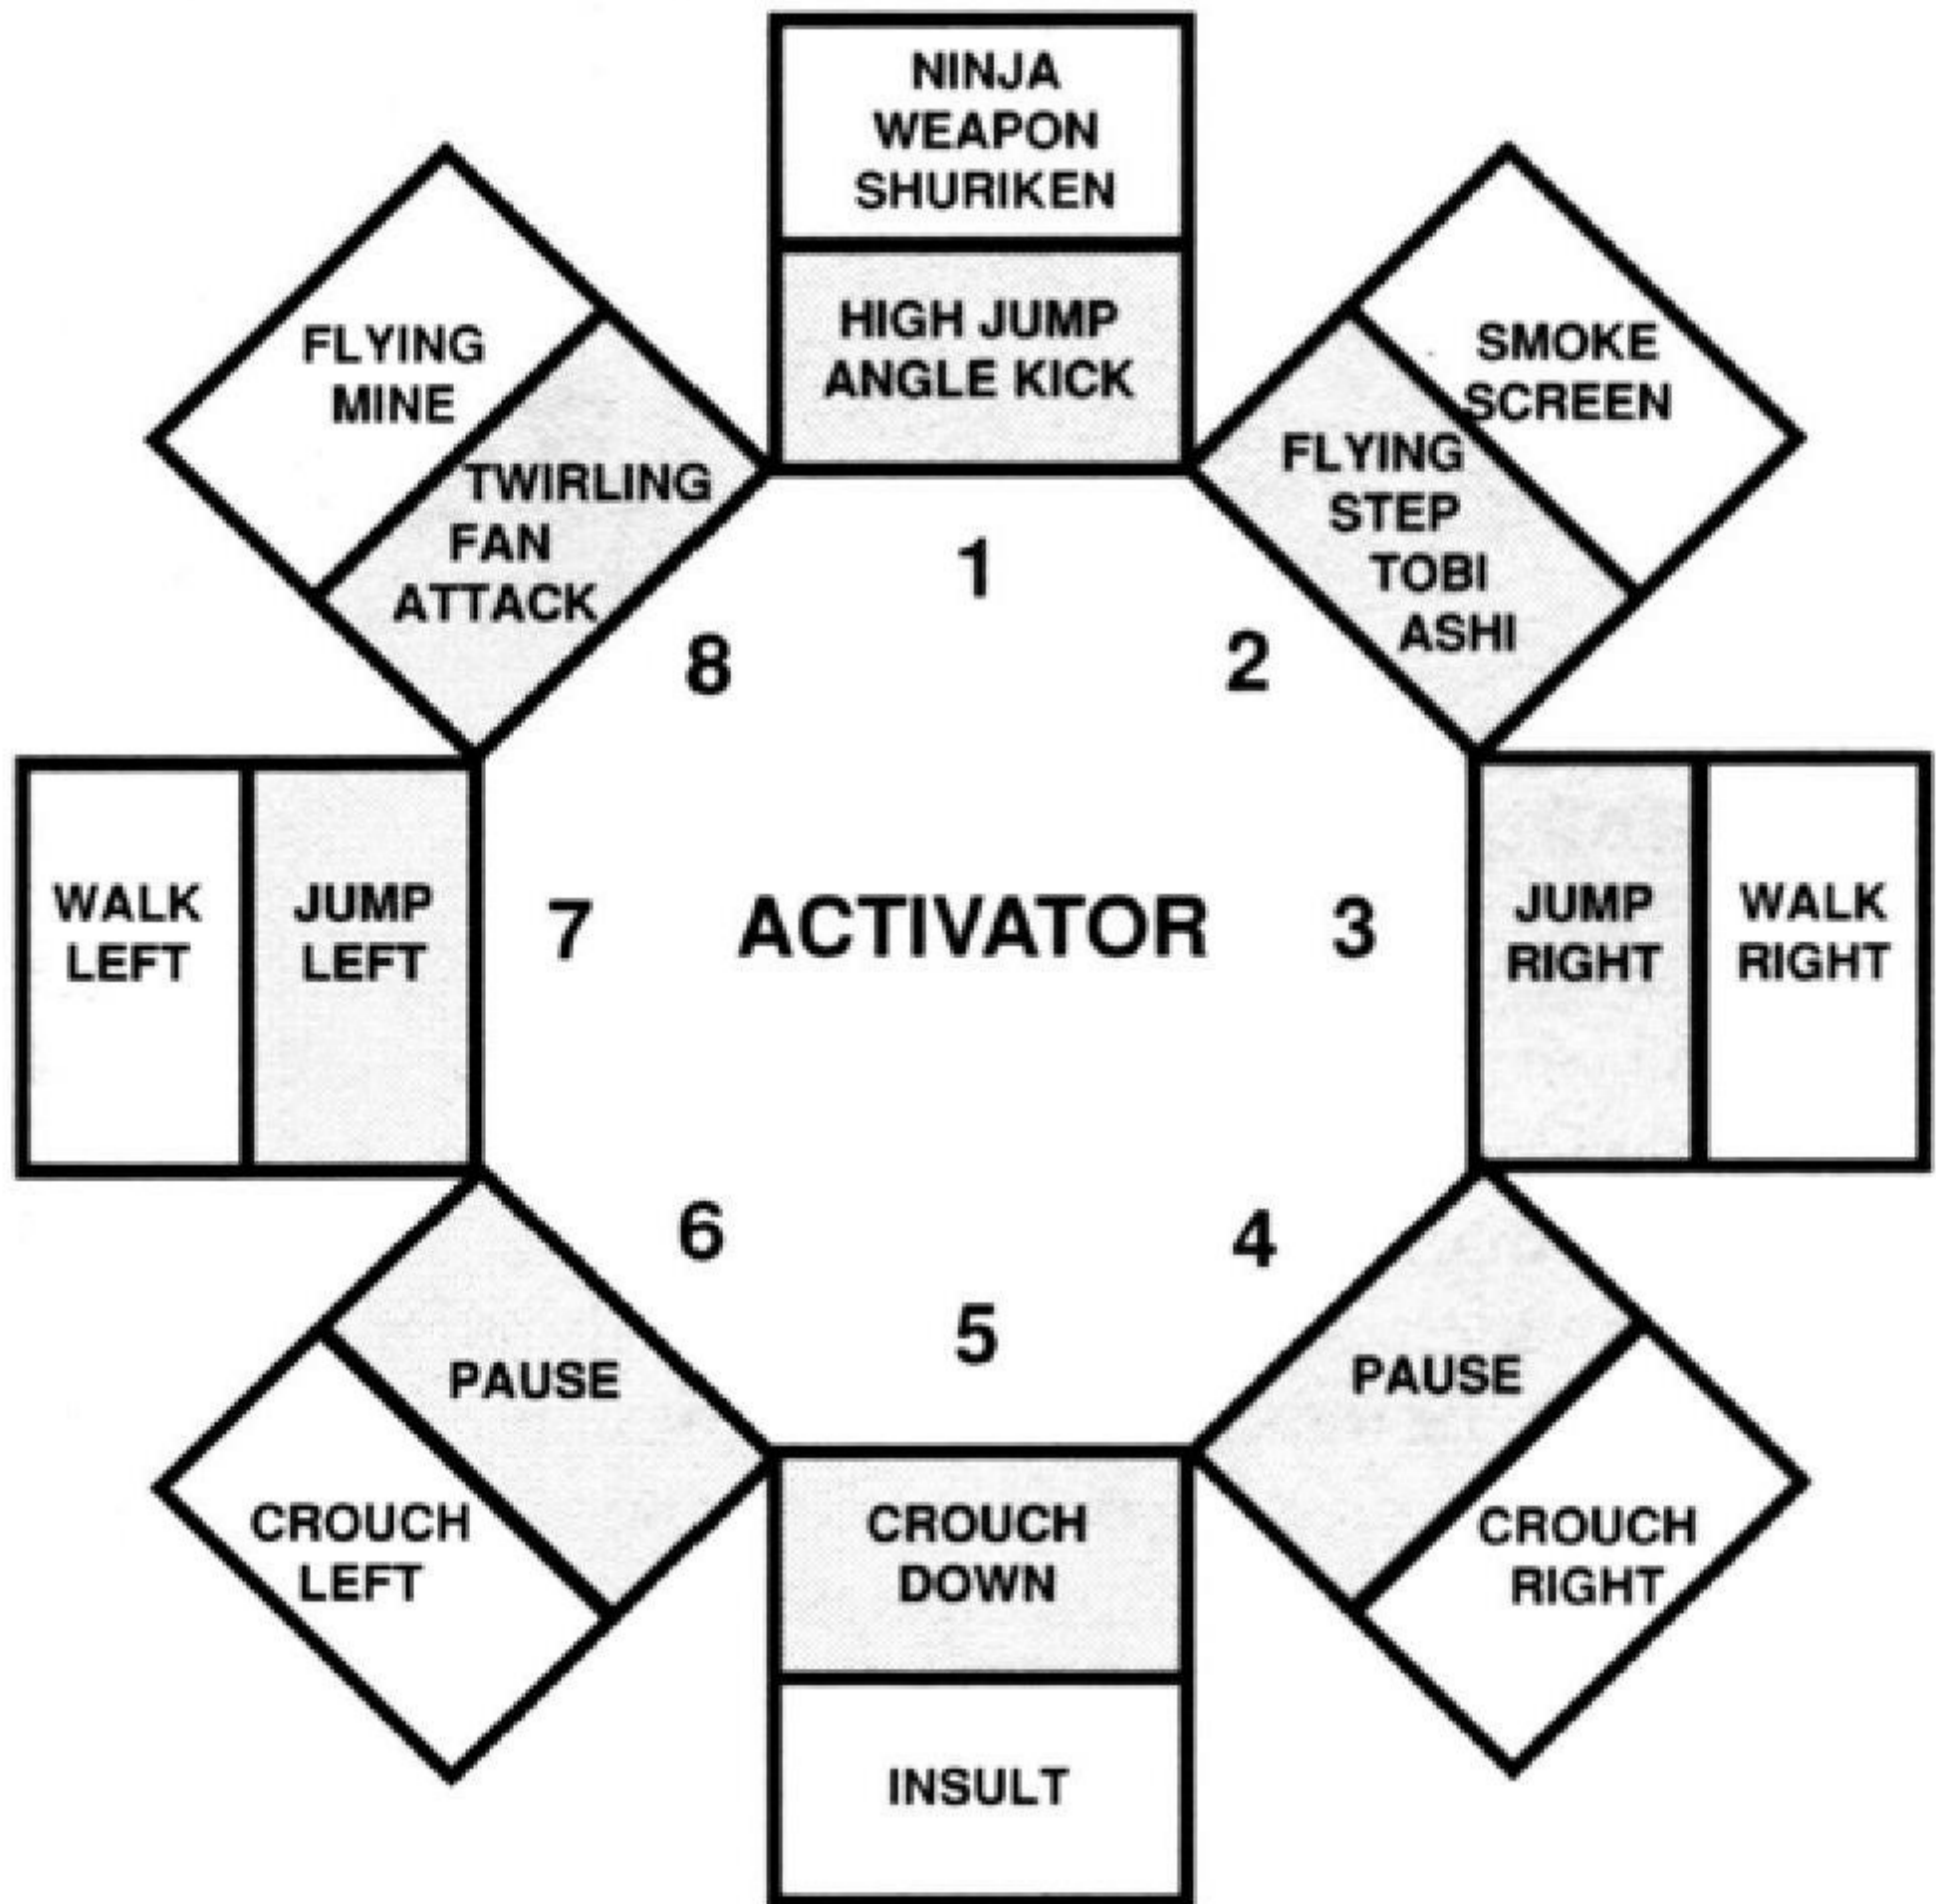 NINJA
WEAPON
SHURIKEN
HIGH JUMP
ANGLE KICK
1
SMOKE
SCREEN
FLYING
STEP
TOBI
ASHI
2
FLYING
MINE
TWIRLING
FAN
ATTACK
8
WALK
LEFT
JUMP
LEFT
7
ACTIVATOR
3
JUMP
RIGHT
WALK
RIGHT
6
PAUSE
CROUCH
LEFT
5
CROUCH
DOWN
INSULT
4
PAUSE
CROUCH
RIGHT